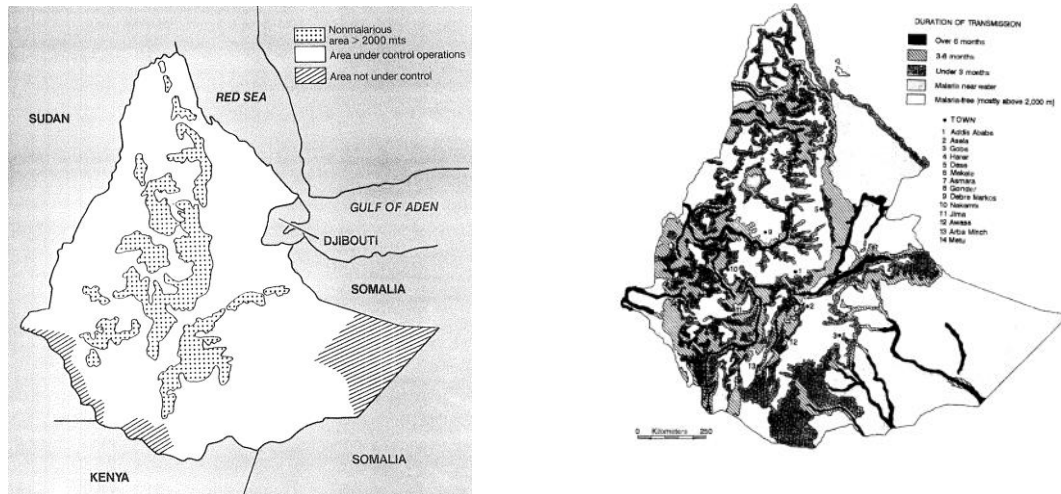 Nonmalarious
area > 2000 mts
Area under control operations
Area not under control
RED SEA
SUDAN
GULF OF ADEN
DJIBOUTI
SOMALIA
KENYA
SOMALIA
DURATION OF TRANSMISSION
Over 6 months
3-6 months
Under 3 months
Malaria near water
Malaria-free (mostly above 2,000 m)
TOWN
1 Addis Ababa
2 Asela
3 Goba
4 Harer
5 Dese
6 Mekele
7 Asmara
8 Gonder
9 Debre Markos
10 Nekemte
11 Jima
12 Awasa
13 Arba Minch
14 Metu
0 Kilometers 250